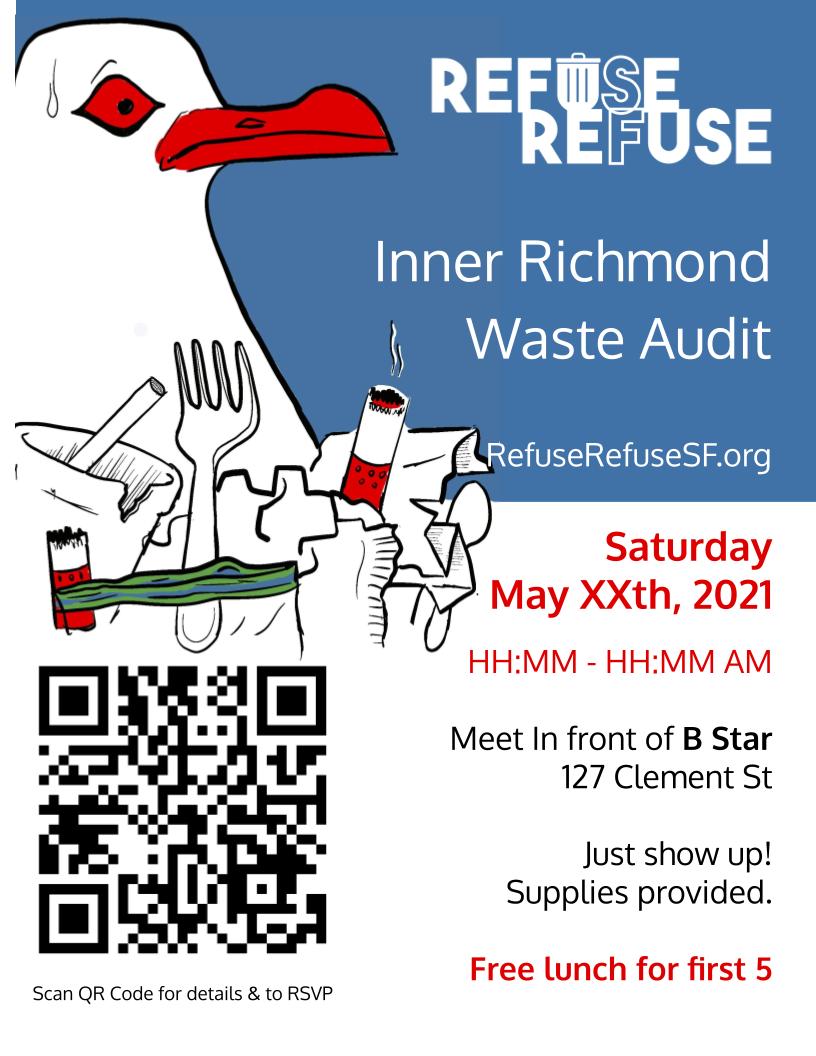 REFUSE
REFUSE
Inner Richmond
Waste Audit
RefuseRefuseSF.org
Saturday
May XXth, 2021
HH:MM - HH:MM AM
Meet In front of B Star
127 Clement St
Just show up!
Supplies provided.
Free lunch for first 5
Scan QR Code for details & to RSVP